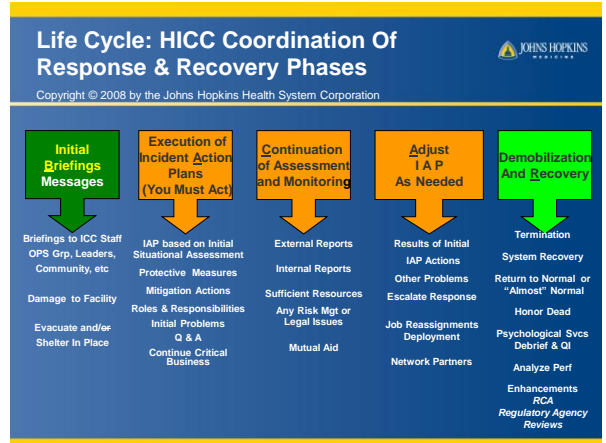 Life Cycle: HICC Coordination Of
Response & Recovery Phases
JOHNS HOPKINS
MEDICINE
Copyright © 2008 by the Johns Hopkins Health System Corporation
Initial
Briefings
Messages
Briefings to ICC Staff
OPS Grp, Leaders,
Community, etc
Damage to Facility
Evacuate and/or
Shelter In Place
Execution of
Incident Action
Plans
(You Must Act)
IAP based on Initial
Situational Assessment
Protective Measures
Mitigation Actions
Roles & Responsibilities
Initial Problems
Q & A
Continue Critical
Business
Continuation
of Assessment
and Monitoring
External Reports
Internal Reports
Sufficient Resources
Any Risk Mgt or
Legal Issues
Mutual Aid
Adjust
I A P
As Needed
Results of Initial
IAP Actions
Other Problems
Escalate Response
Job Reassignments
Deployment
Network Partners
Demobilization
And Recovery
Termination
System Recovery
Return to Normal or
“Almost” Normal
Honor Dead
Psychological Svcs
Debrief & QI
Analyze Perf
Enhancements
RCA
Regulatory Agency
Reviews